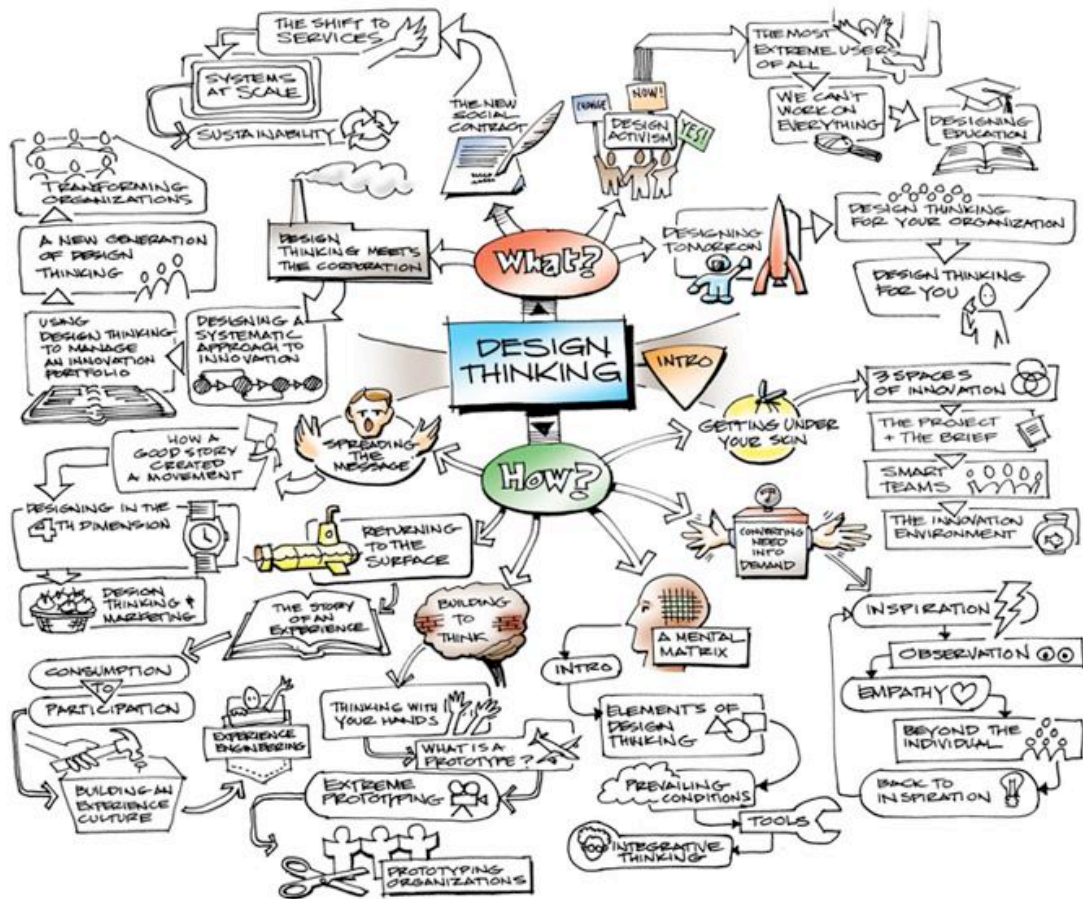 DESIGN
THINKING
INTRO
What?
THE NEW
SOCIAL
CONTRACT
THE SHIFT TO
SERVICES
SYSTEMS
AT SCALE
SUSTAINABILITY
CHANGE
NOW!
YES!
DESIGN
ACTIVISM
THE MOST
EXTREME USERS
OF ALL
WE CAN'T
WORK ON
EVERYTHING
DESIGNING
EDUCATION
DESIGNING
TOMORROW
DESIGN THINKING
FOR YOUR ORGANIZATION
DESIGN THINKING
FOR YOU
DESIGN
THINKING MEETS
THE CORPORATION
DESIGNING A
SYSTEMATIC
APPROACH TO
INNOVATION
USING
DESIGN THINKING
TO MANAGE
AN INNOVATION
PORTFOLIO
A NEW GENERATION
OF DESIGN
THINKING
TRANSFORMING
ORGANIZATIONS
How?
GETTING UNDER
YOUR SKIN
3 SPACES
OF INNOVATION
THE PROJECT
+ THE BRIEF
SMART
TEAMS
THE INNOVATION
ENVIRONMENT
CONVERTING
NEED
INTO
DEMAND
INSPIRATION
OBSERVATION
EMPATHY
BEYOND THE
INDIVIDUAL
BACK TO
INSPIRATION
A MENTAL
MATRIX
INTRO
ELEMENTS OF
DESIGN
THINKING
PREVAILING
CONDITIONS
TOOLS
INTEGRATIVE
THINKING
BUILDING
TO
THINK
THINKING WITH
YOUR HANDS
WHAT IS A
PROTOTYPE?
EXTREME
PROTOTYPING
PROTOTYPING
ORGANIZATIONS
RETURNING
TO THE
SURFACE
THE STORY
OF AN
EXPERIENCE
CONSUMPTION
TO
PARTICIPATION
BUILDING AN
EXPERIENCE
CULTURE
EXPERIENCE
ENGINEERING
SPREADING
THE
MESSAGE
HOW A
GOOD STORY
CREATED
A MOVEMENT
DESIGNING IN THE
4TH DIMENSION
DESIGN
THINKING +
MARKETING